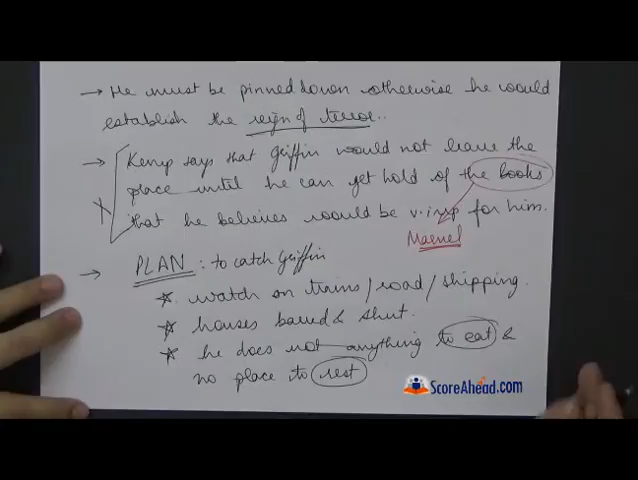 → He must be pinned down otherwise he would
establish the reign of terror..
→ Kemp says that Griffin would not leave the
place until he can get hold of the books
that he believes would be v.imp for him.
Marvel
→ PLAN : to catch Griffin
☆ watch on trains/road/shipping.
☆ houses barred & shut.
☆ he does not anything to eat &
no place to rest
ScoreAhead.com